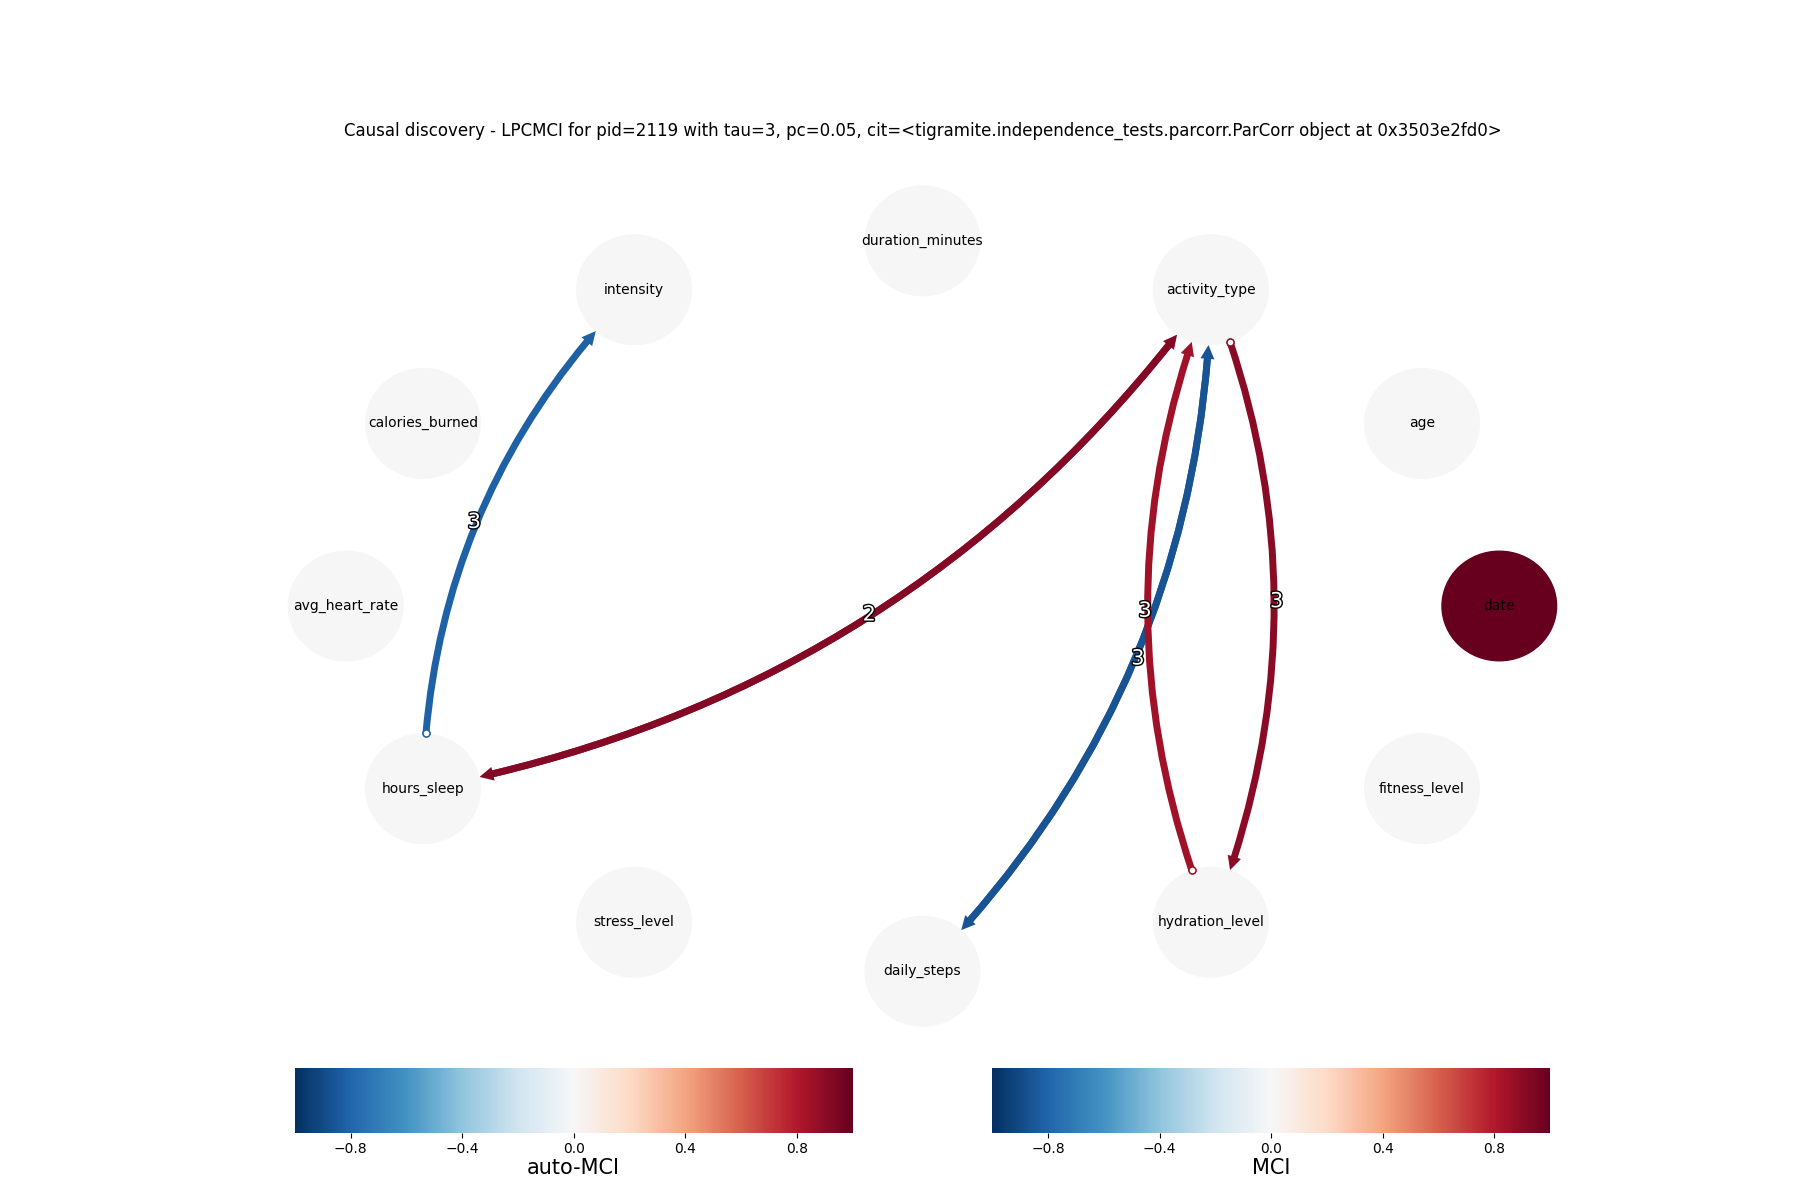 Causal discovery - LPCMCI for pid=2119 with tau=3, pc=0.05, cit=<tigramite.independence_tests.parcorr.ParCorr object at 0x3503e2fd0>
duration_minutes
intensity
activity_type
calories_burned
age
3
avg_heart_rate
date
2
3
3
3
hours_sleep
fitness_level
stress_level
hydration_level
daily_steps
−0.8 −0.4 0.0 0.4 0.8
auto-MCI
−0.8 −0.4 0.0 0.4 0.8
MCI